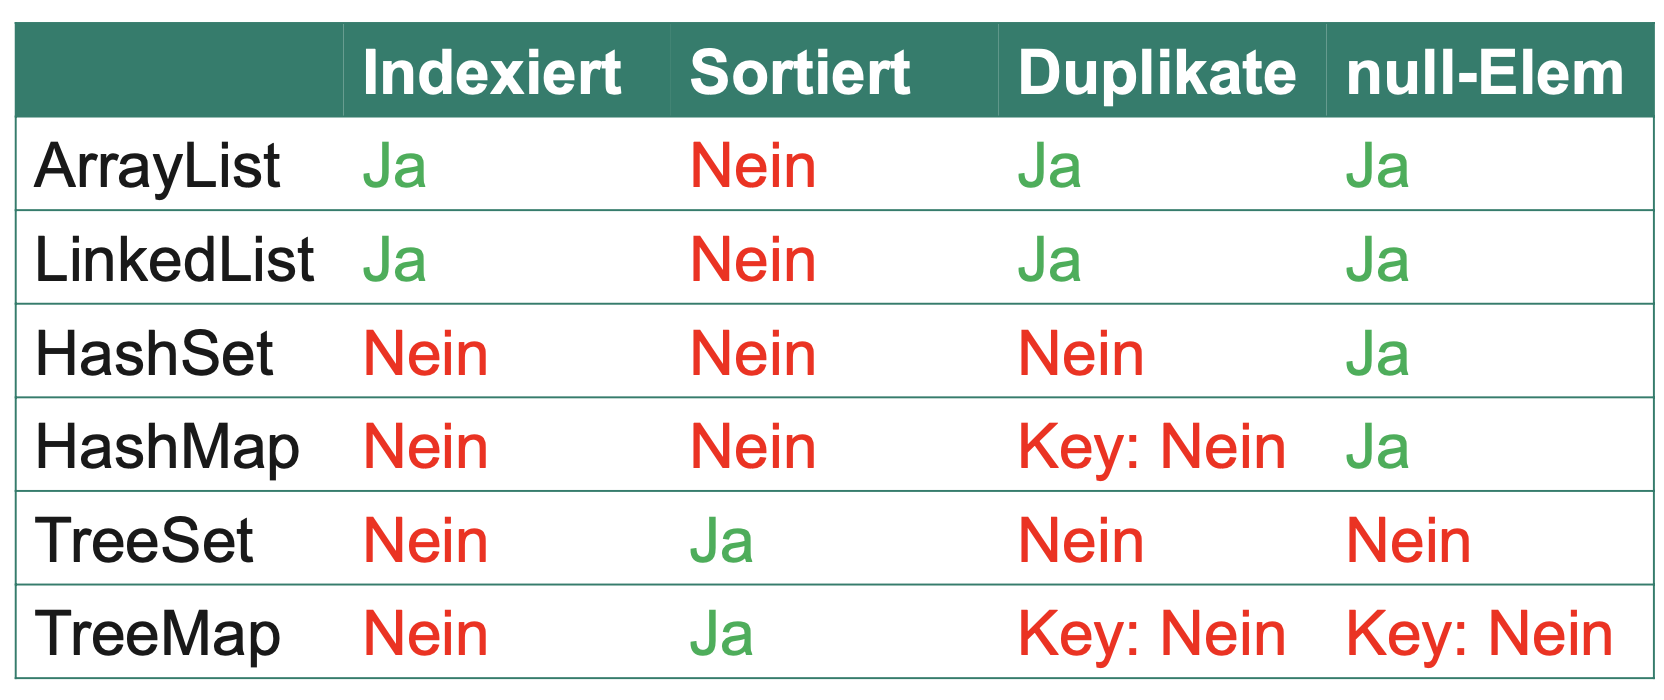 Indexiert Sortiert Duplikate null-Elem
ArrayList Ja Nein Ja Ja
LinkedList Ja Nein Ja Ja
HashSet Nein Nein Nein Ja
HashMap Nein Nein Key: Nein Ja
TreeSet Nein Ja Nein Nein
TreeMap Nein Ja Key: Nein Key: Nein